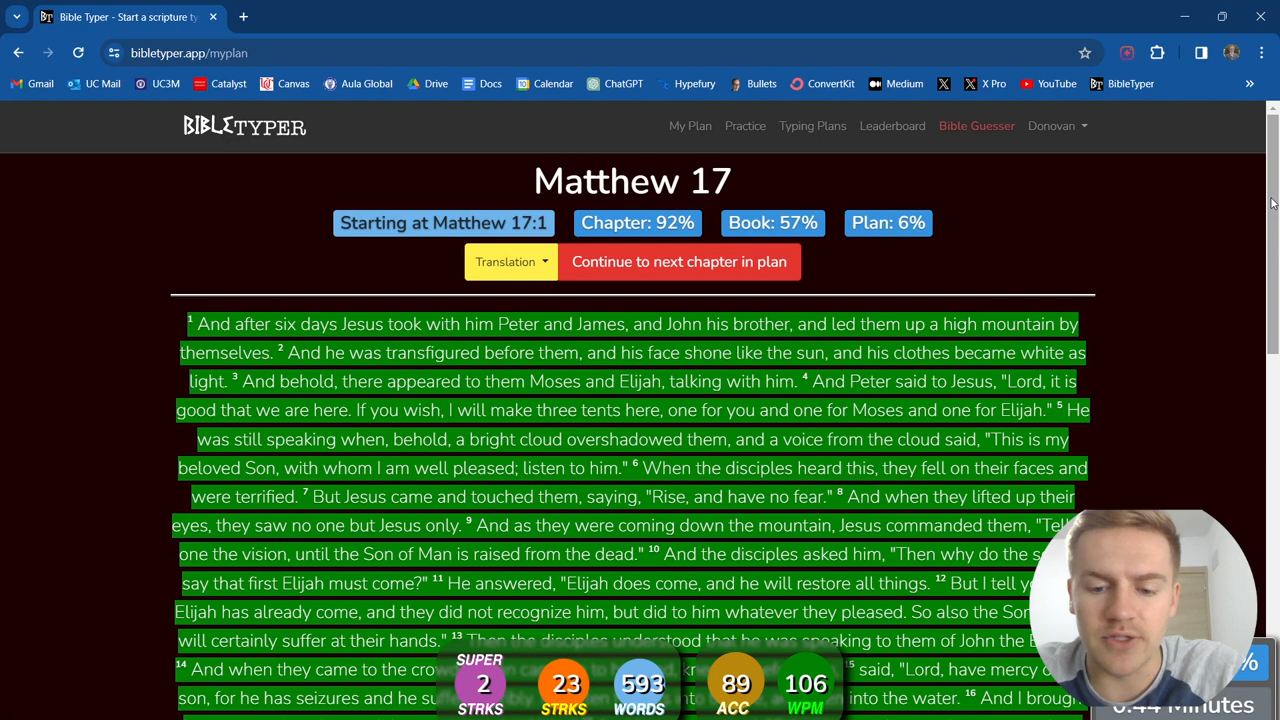 Bible Typer - Start a scripture ty
bibletyper.app/myplan
Gmail UC Mail UC3M Catalyst Canvas Aula Global Drive Docs Calendar ChatGPT Hypefury Bullets ConvertKit Medium X X Pro YouTube BibleTyper
BIBLETYPER My Plan Practice Typing Plans Leaderboard Bible Guesser Donovan
Matthew 17
Starting at Matthew 17:1 Chapter: 92% Book: 57% Plan: 6%
Translation Continue to next chapter in plan
1 And after six days Jesus took with him Peter and James, and John his brother, and led them up a high mountain by
themselves. 2 And he was transfigured before them, and his face shone like the sun, and his clothes became white as
light. 3 And behold, there appeared to them Moses and Elijah, talking with him. 4 And Peter said to Jesus, "Lord, it is
good that we are here. If you wish, I will make three tents here, one for you and one for Moses and one for Elijah." 5 He
was still speaking when, behold, a bright cloud overshadowed them, and a voice from the cloud said, "This is my
beloved Son, with whom I am well pleased; listen to him." 6 When the disciples heard this, they fell on their faces and
were terrified. 7 But Jesus came and touched them, saying, "Rise, and have no fear." 8 And when they lifted up their
eyes, they saw no one but Jesus only. 9 And as they were coming down the mountain, Jesus commanded them, "Tell
one the vision, until the Son of Man is raised from the dead." 10 And the disciples asked him, "Then why do the
say that first Elijah must come?" 11 He answered, "Elijah does come, and he will restore all things. 12 But I tell
Elijah has already come, and they did not recognize him, but did to him whatever they pleased. So also the Son
will certainly suffer at their hands." 13 Then the disciples understood that he was speaking to them of John the
14 And when they came to the 15 said, "Lord, have mercy
son, for he has seizures and he into the water. 16 And I brough
SUPER
2 23 593 89 106 %
STRKS STRKS WORDS ACC WPM 6.44 Minutes